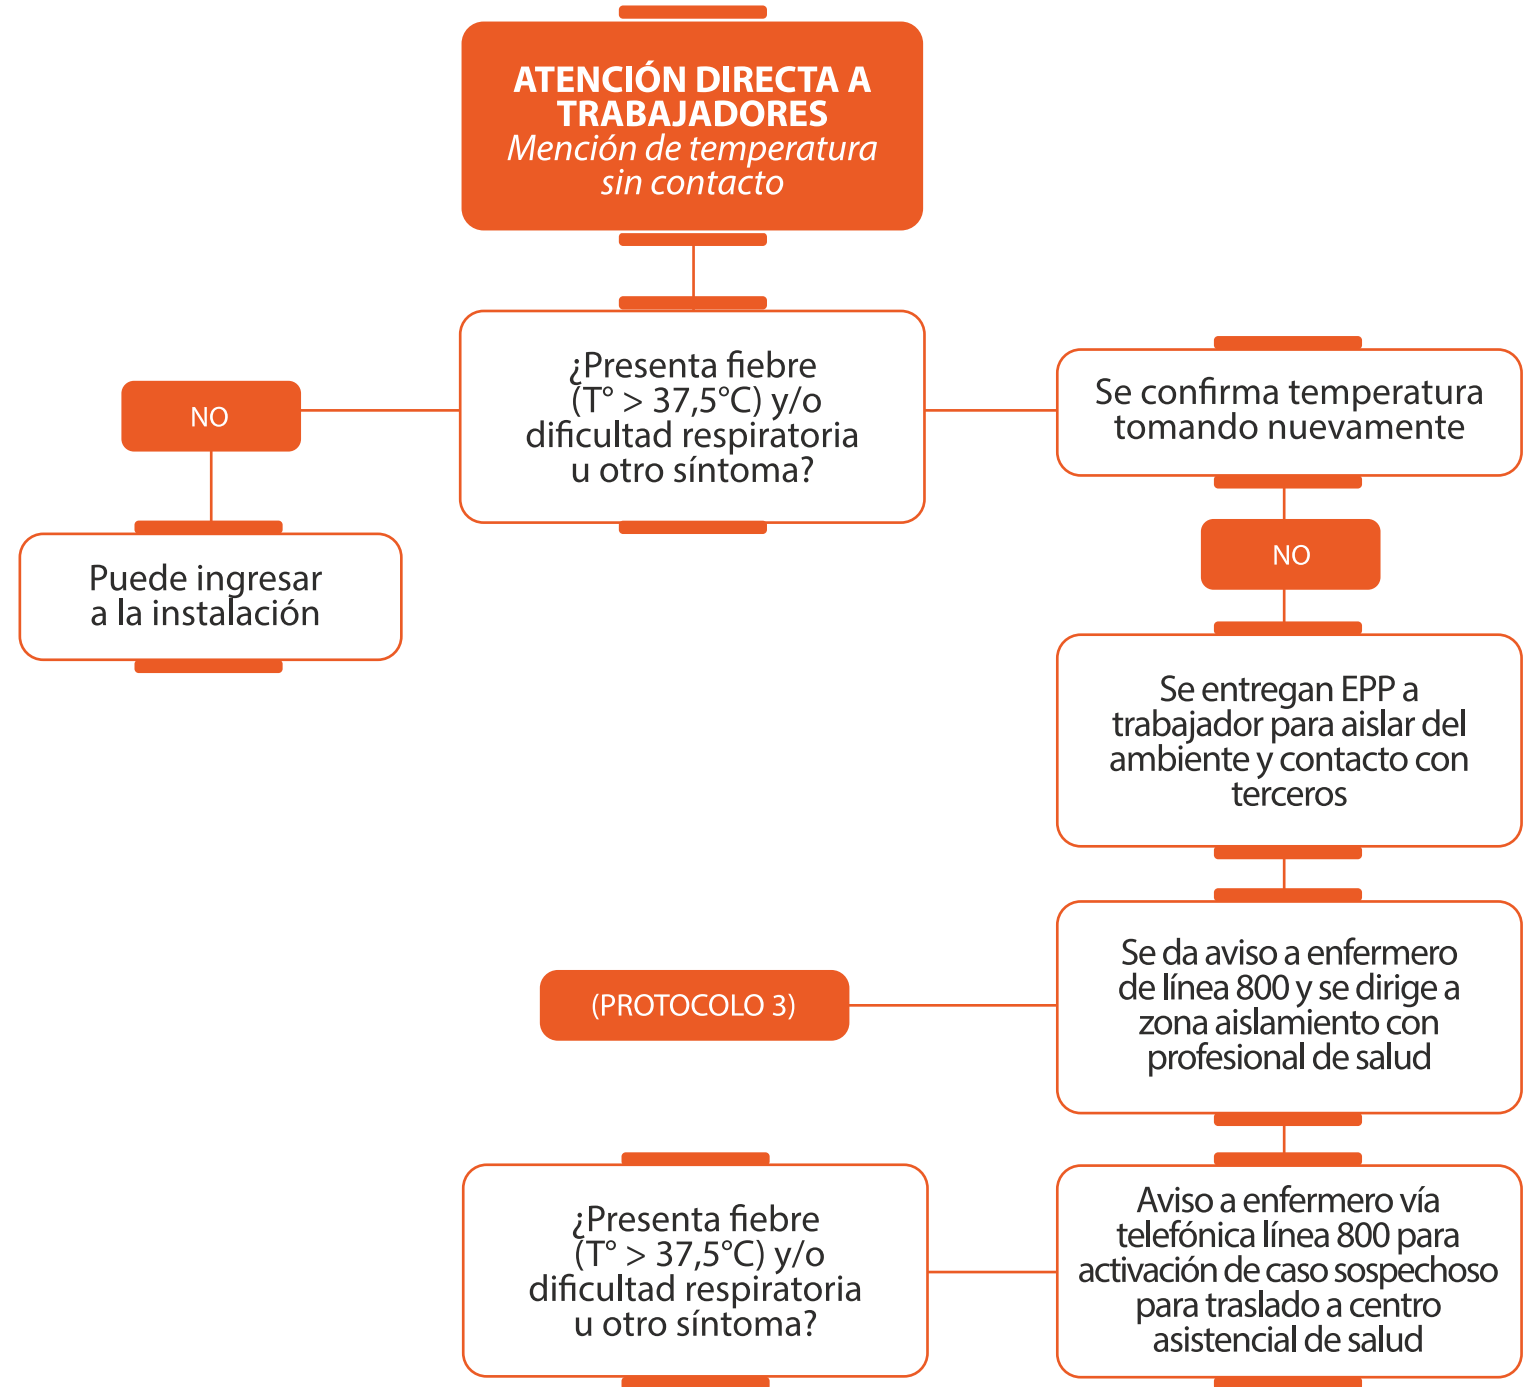 ATENCIÓN DIRECTA A
TRABAJADORES
Mención de temperatura
sin contacto
¿Presenta fiebre
(T° > 37,5°C) y/o
dificultad respiratoria
u otro síntoma?
NO
Puede ingresar
a la instalación
Se confirma temperatura
tomando nuevamente
NO
Se entregan EPP a
trabajador para aislar del
ambiente y contacto con
terceros
Se da aviso a enfermero
de línea 800 y se dirige a
zona aislamiento con
profesional de salud
(PROTOCOLO 3)
Aviso a enfermero vía
telefónica línea 800 para
activación de caso sospechoso
para traslado a centro
asistencial de salud
¿Presenta fiebre
(T° > 37,5°C) y/o
dificultad respiratoria
u otro síntoma?